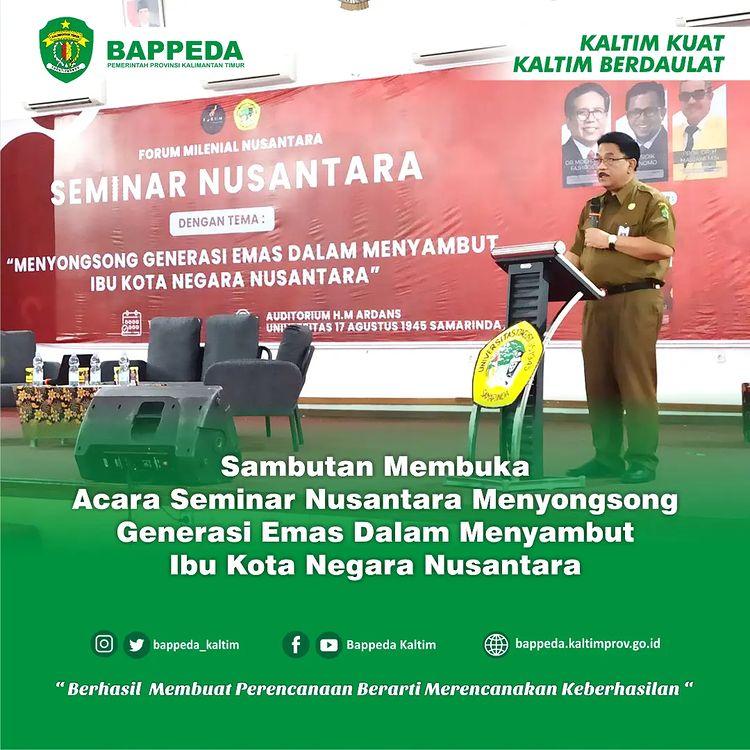 BAPPEDA
PEMERINTAH PROVINSI KALIMANTAN TIMUR
KALTIM KUAT
KALTIM BERDAULAT
FORUM MILENIAL NUSANTARA
SEMINAR NUSANTARA
DENGAN TEMA :
“MENYONGSONG GENERASI EMAS DALAM MENYAMBUT
IBU KOTA NEGARA NUSANTARA”
AUDITORIUM H.M ARDANS
UNIVERSITAS 17 AGUSTUS 1945 SAMARINDA
SAMARINDA
Sambutan Membuka
Acara Seminar Nusantara Menyongsong
Generasi Emas Dalam Menyambut
Ibu Kota Negara Nusantara
bappeda_kaltim
Bappeda Kaltim
bappeda.kaltimprov.go.id
“ Berhasil Membuat Perencanaan Berarti Merencanakan Keberhasilan “